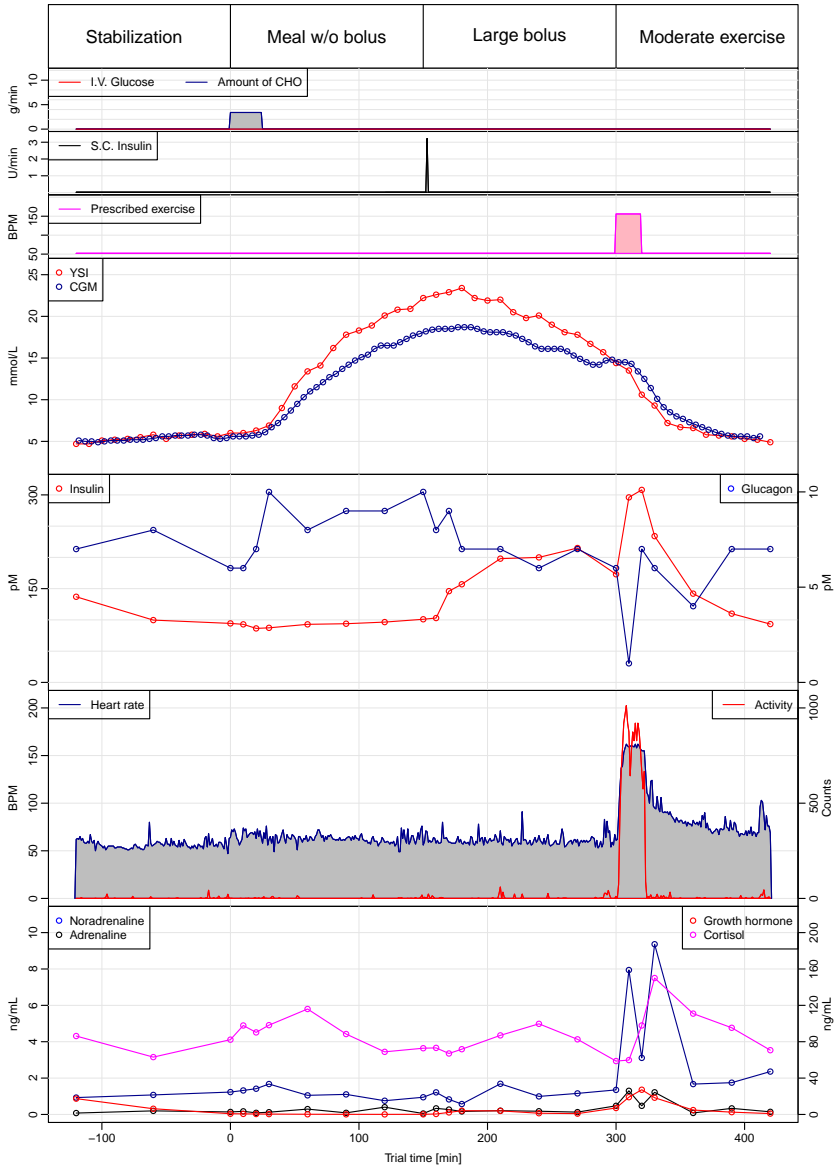 Stabilization Meal w/o bolus Large bolus Moderate exercise
I.V. Glucose Amount of CHO
g/min
10
5
0
S.C. Insulin
U/min
3
2
1
Prescribed exercise
BPM
150
50
YSI
CGM
mmol/L
25
20
15
10
5
Insulin Glucagon
pM
300
150
0
10
5
0
pM
Heart rate Activity
BPM
200
150
100
50
0
1000
500
0
Counts
Noradrenaline Growth hormone
Adrenaline Cortisol
ng/mL
10
8
6
4
2
0
200
160
120
80
40
0
ng/mL
−100 0 100 200 300 400
Trial time [min]